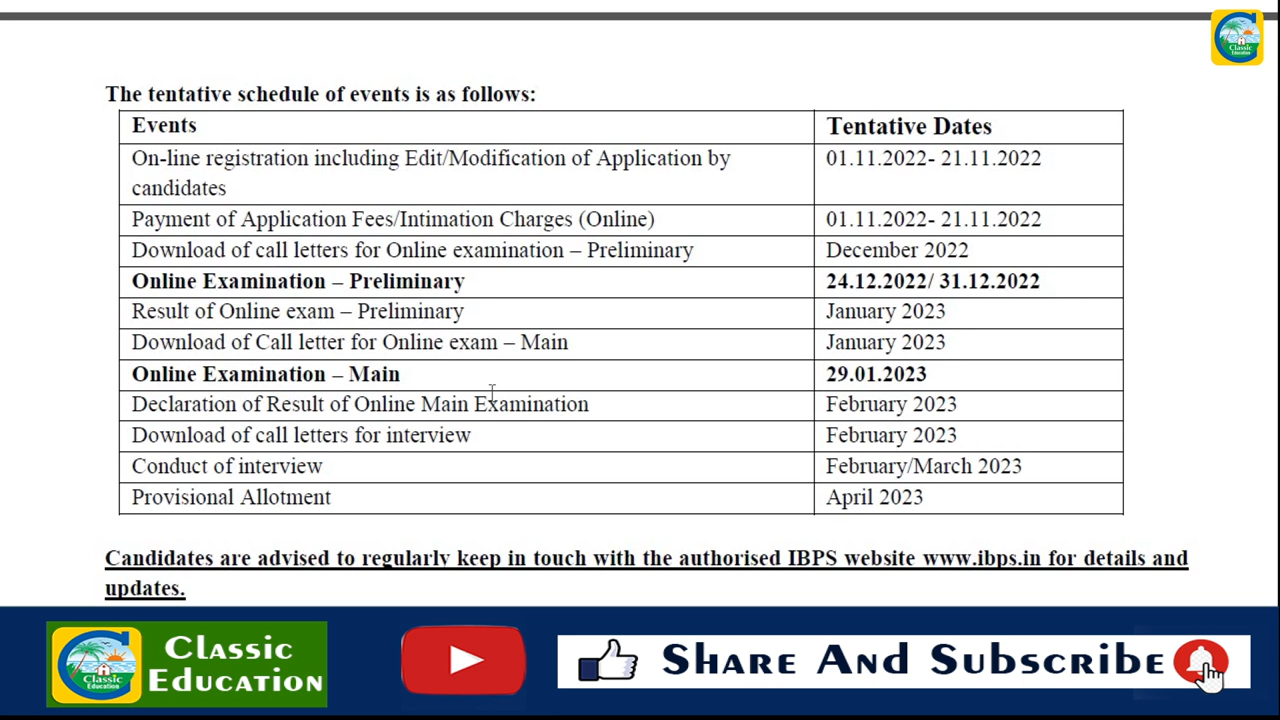 Classic
Education
The tentative schedule of events is as follows:
Events Tentative Dates
On-line registration including Edit/Modification of Application by 01.11.2022- 21.11.2022
candidates
Payment of Application Fees/Intimation Charges (Online) 01.11.2022- 21.11.2022
Download of call letters for Online examination – Preliminary December 2022
Online Examination – Preliminary 24.12.2022/ 31.12.2022
Result of Online exam – Preliminary January 2023
Download of Call letter for Online exam – Main January 2023
Online Examination – Main 29.01.2023
Declaration of Result of Online Main Examination February 2023
Download of call letters for interview February 2023
Conduct of interview February/March 2023
Provisional Allotment April 2023
Candidates are advised to regularly keep in touch with the authorised IBPS website www.ibps.in for details and
updates.
Classic
Education
Classic
Education
Share And Subscribe